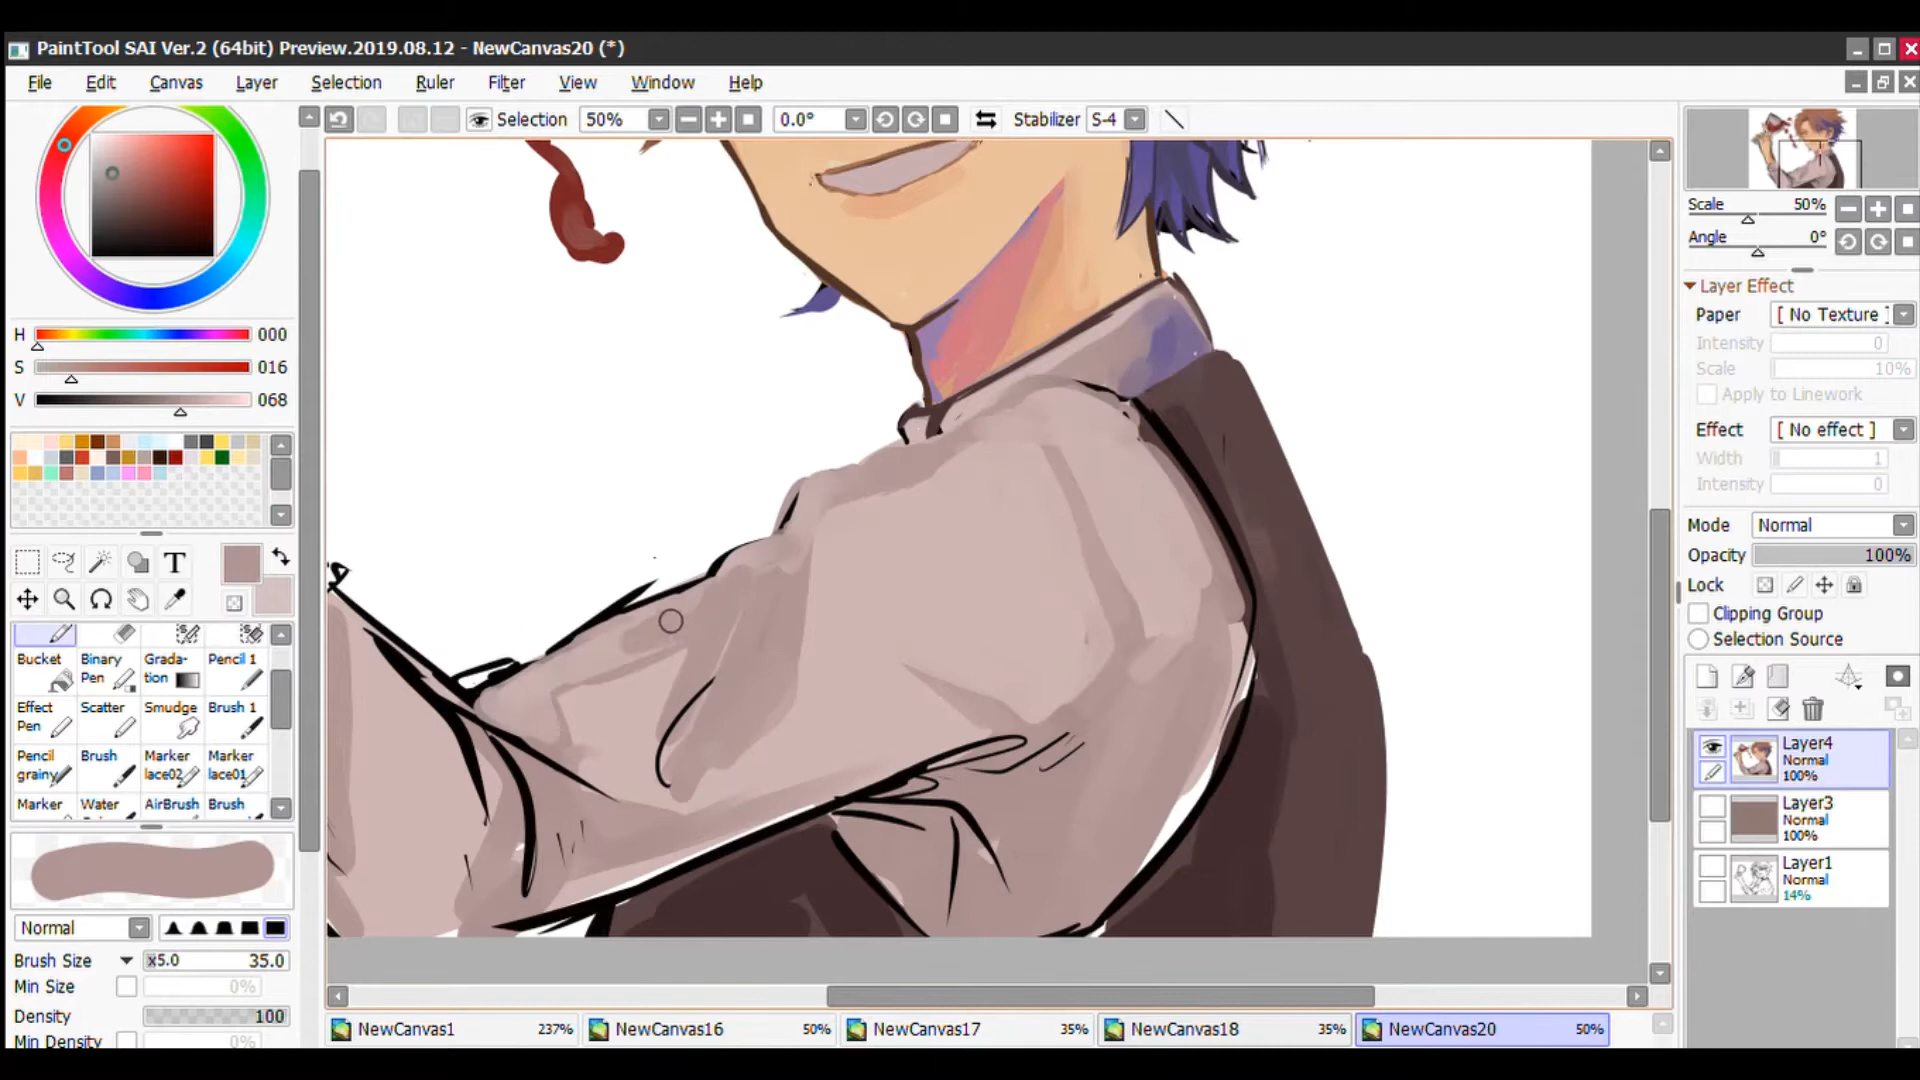 PaintTool SAI Ver.2 (64bit) Preview.2019.08.12 - NewCanvas20 (*)
File Edit Canvas Layer Selection Ruler Filter View Window Help
Selection 50% 0.0° Stabilizer S-4
H 000
S 016
V 068
T
Bucket Binary Pen Grada-tion Pencil 1
Effect Pen Scatter Smudge Brush 1
Pencil grainy Brush Marker lace02 Marker lace01
Marker Water AirBrush Brush
Normal
Brush Size x5.0 35.0
Min Size 0%
Density 100
Min Density
Scale 50%
Angle 0°
Layer Effect
Paper [ No Texture ]
Intensity 0
Scale 10%
Apply to Linework
Effect [ No effect ]
Width 1
Intensity 0
Mode Normal
Opacity 100%
Lock
Clipping Group
Selection Source
Layer4
Normal
100%
Layer3
Normal
100%
Layer1
Normal
14%
NewCanvas1 237% NewCanvas16 50% NewCanvas17 35% NewCanvas18 35% NewCanvas20 50%